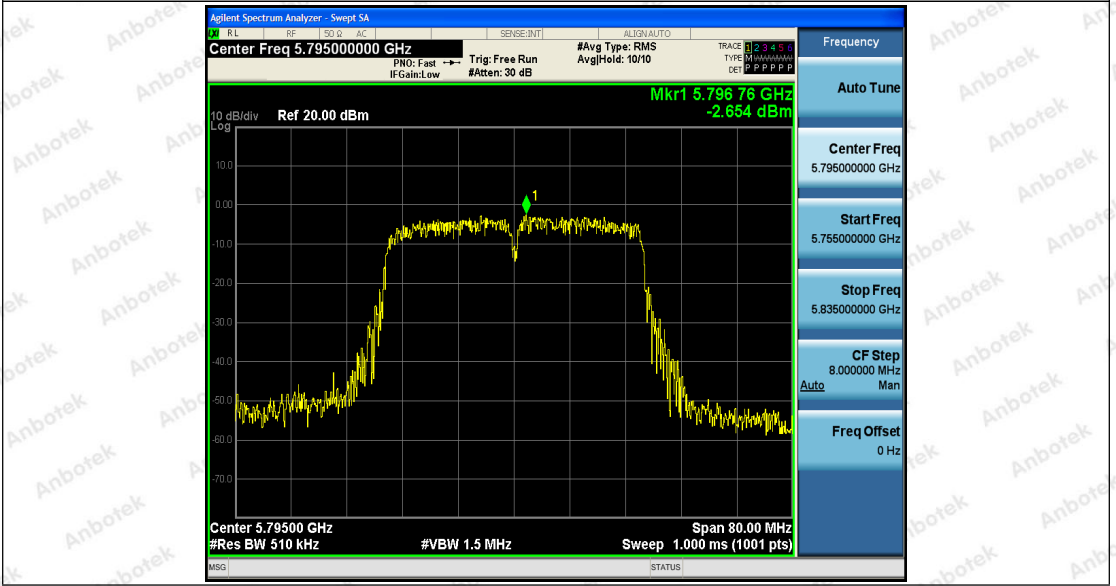 Agilent Spectrum Analyzer - Swept SA
RL RF 50 Ω AC SENSE:INT ALIGNAUTO
Center Freq 5.795000000 GHz
PNO: Fast
IFGain:Low
Trig: Free Run
#Atten: 30 dB
#Avg Type: RMS
Avg|Hold: 10/10
TRACE 1 2 3 4 5 6
TYPE M
DET P P P P P P
Mkr1 5.796 76 GHz
-2.654 dBm
10 dB/div Ref 20.00 dBm
Log
10.0
0.00
-10.0
-20.0
-30.0
-40.0
-50.0
-60.0
-70.0
1
Center 5.79500 GHz Span 80.00 MHz
#Res BW 510 kHz #VBW 1.5 MHz Sweep 1.000 ms (1001 pts)
MSG STATUS
Frequency
Auto Tune
Center Freq
5.795000000 GHz
Start Freq
5.755000000 GHz
Stop Freq
5.835000000 GHz
CF Step
8.000000 MHz
Auto Man
Freq Offset
0 Hz
Anbotek